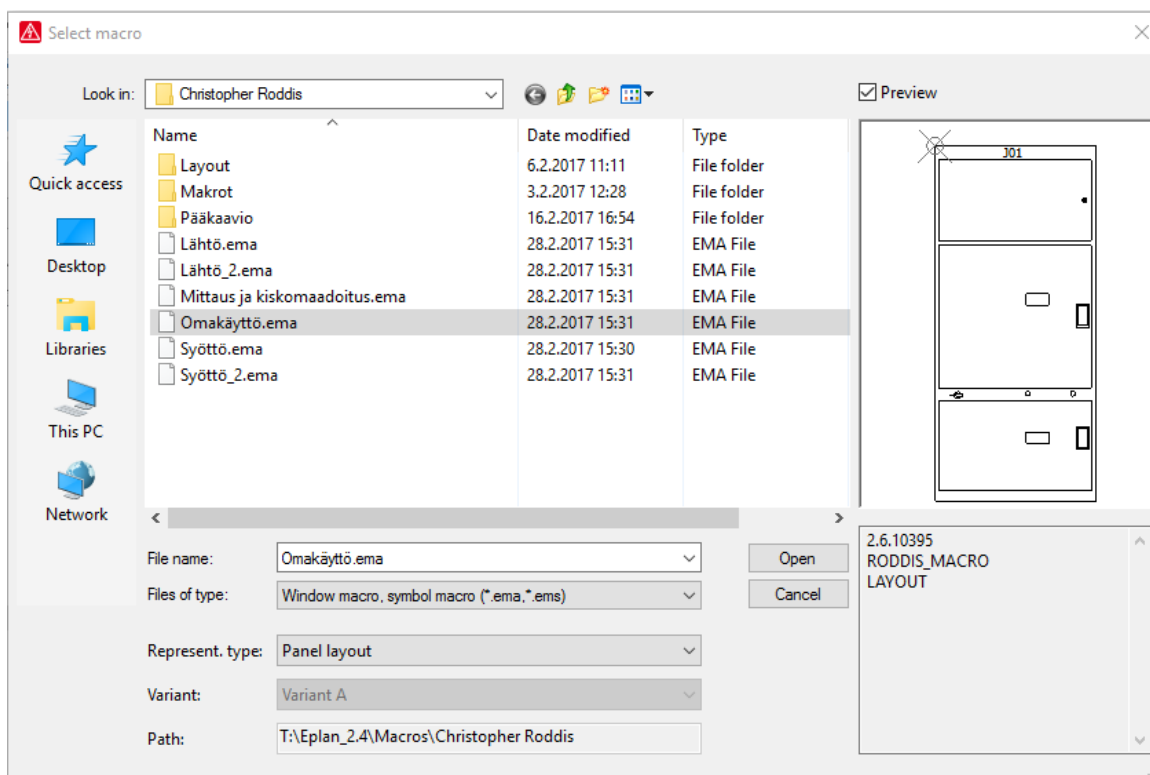 Select macro
Look in: Christopher Roddis
Preview
Quick access
Desktop
Libraries
This PC
Network
Name Date modified Type
Layout 6.2.2017 11:11 File folder
Makrot 3.2.2017 12:28 File folder
Pääkaavio 16.2.2017 16:54 File folder
Lähtö.ema 28.2.2017 15:31 EMA File
Lähtö_2.ema 28.2.2017 15:31 EMA File
Mittaus ja kiskomaadoitus.ema 28.2.2017 15:31 EMA File
Omakäyttö.ema 28.2.2017 15:31 EMA File
Syöttö.ema 28.2.2017 15:30 EMA File
Syöttö_2.ema 28.2.2017 15:31 EMA File
J01
File name: Omakäyttö.ema Open
Files of type: Window macro, symbol macro (*.ema,*.ems) Cancel
Represent. type: Panel layout
Variant: Variant A
Path: T:\Eplan_2.4\Macros\Christopher Roddis
2.6.10395
RODDIS_MACRO
LAYOUT